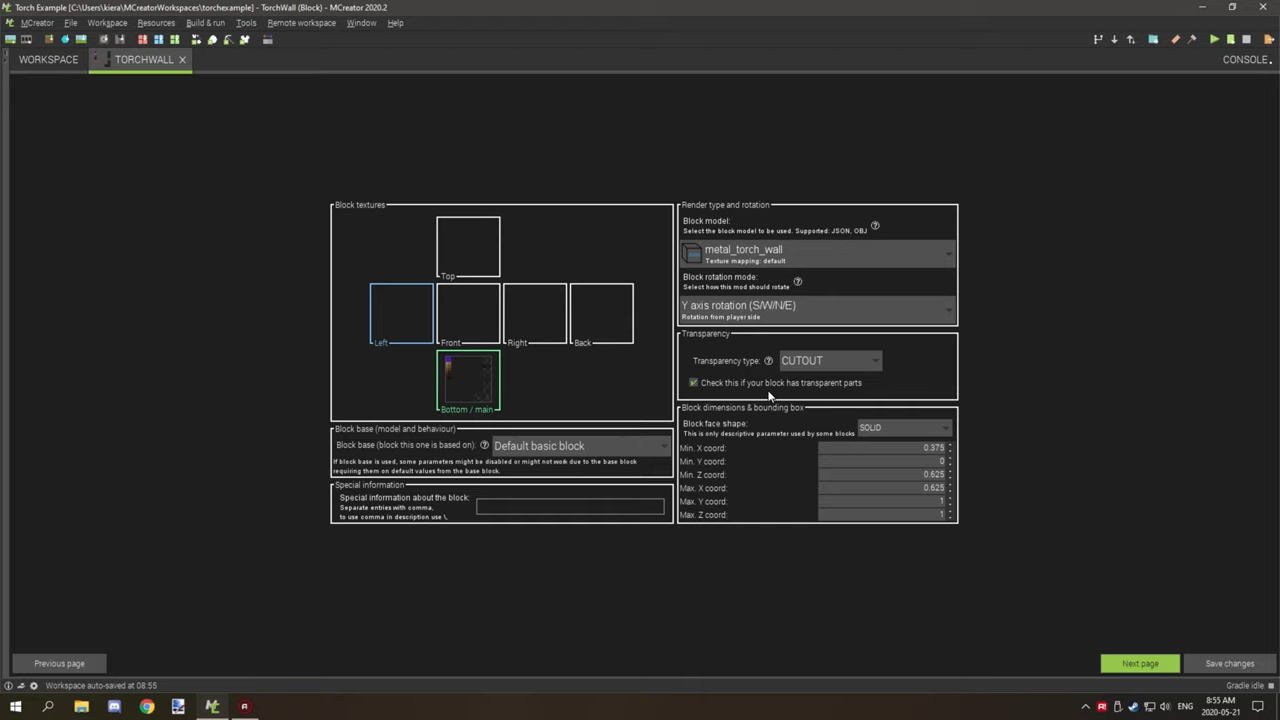 Torch Example [C:\Users\kiera\MCreatorWorkspaces\torchexample] - TorchWall (Block) - MCreator 2020.2
MCreator File Workspace Resources Build & run Tools Remote workspace Window Help
WORKSPACE TORCHWALL CONSOLE
Block textures
Top
Left Front Right Back
Bottom / main
Block base (model and behaviour)
Block base (block this one is based on): Default basic block
If block base is used, some parameters might be disabled or might not work due to the base block
requiring them on default values from the base block.
Special information
Special information about the block:
Separate entries with comma,
to use comma in description use \,
Render type and rotation
Block model:
Select the block model to be used. Supported: JSON, OBJ
metal_torch_wall
Texture mapping: default
Block rotation mode:
Select how this mod should rotate
Y axis rotation (S/W/N/E)
Rotation from player side
Transparency
Transparency type: CUTOUT
Check this if your block has transparent parts
Block dimensions & bounding box
Block face shape: SOLID
This is only descriptive parameter used by some blocks
Min. X coord: 0.375
Min. Y coord: 0
Min. Z coord: 0.625
Max. X coord: 0.625
Max. Y coord: 1
Max. Z coord: 1
Previous page Next page Save changes
Workspace auto-saved at 08:55 Gradle idle
ENG 8:55 AM
2020-05-21